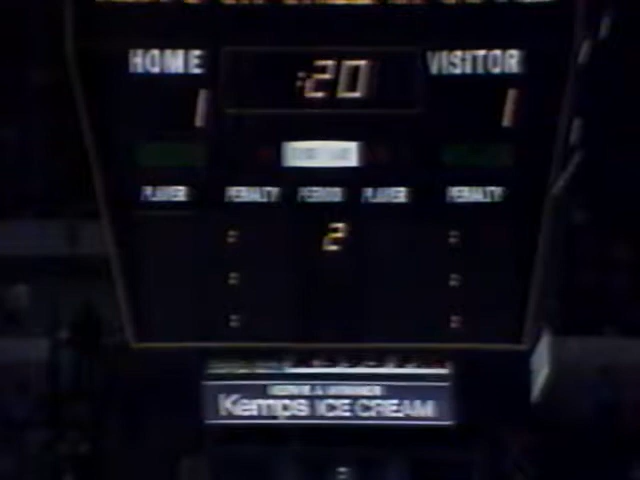 HOME VISITOR
:20
1 1
PLAYER PENALTY PERIOD PLAYER PENALTY
: 2 :
: :
: :
Kemps ICE CREAM